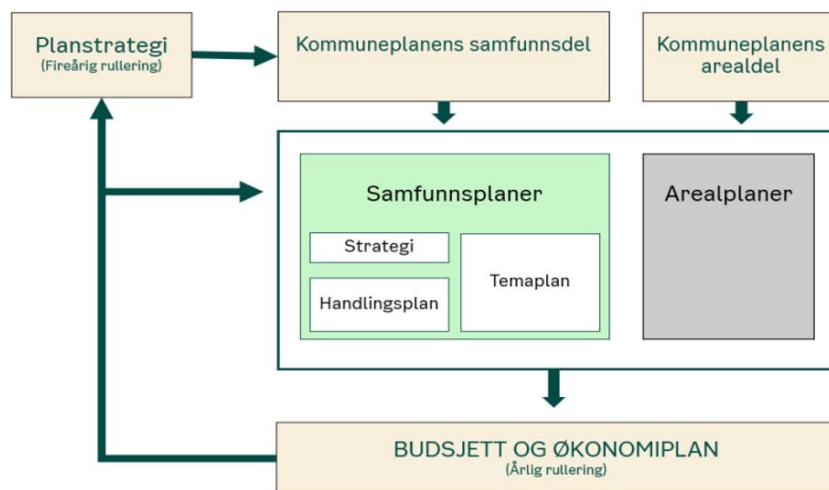 Planstrategi
(Fireårig rullering)
Kommuneplanens samfunnsdel
Kommuneplanens
arealdel
Samfunnsplaner
Strategi
Handlingsplan
Temaplan
Arealplaner
BUDSJETT OG ØKONOMIPLAN
(Årlig rullering)